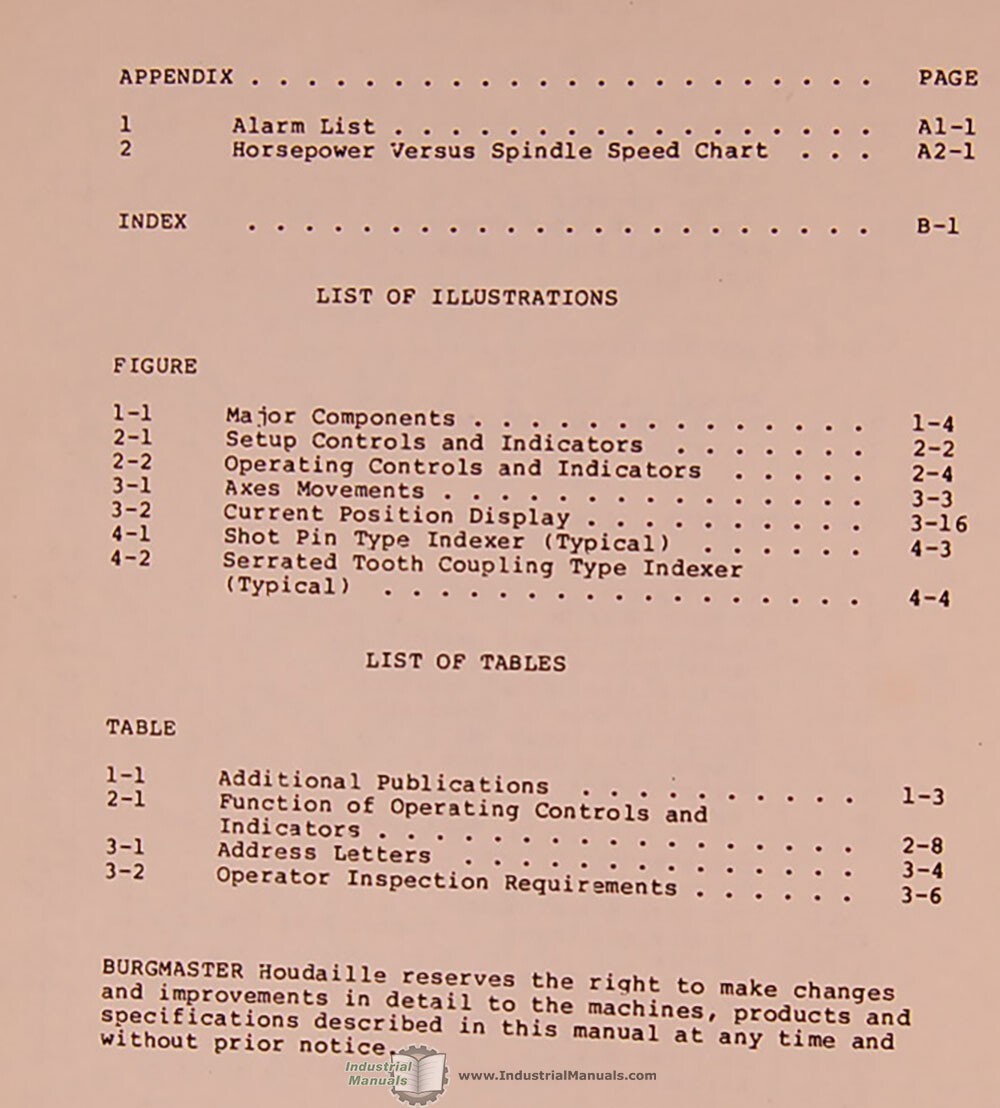 APPENDIX . . . . . . . . . . . . . . . . . . . . . . PAGE
1 Alarm List . . . . . . . . . . . . . . . . . A1-1
2 Horsepower Versus Spindle Speed Chart . . . A2-1
INDEX . . . . . . . . . . . . . . . . . . . . . . B-1
LIST OF ILLUSTRATIONS
FIGURE
1-1 Major Components . . . . . . . . . . . . . . 1-4
2-1 Setup Controls and Indicators . . . . . . . 2-2
2-2 Operating Controls and Indicators . . . . . 2-4
3-1 Axes Movements . . . . . . . . . . . . . . . 3-3
3-2 Current Position Display . . . . . . . . . . 3-16
4-1 Shot Pin Type Indexer (Typical) . . . . . . 4-3
4-2 Serrated Tooth Coupling Type Indexer
(Typical) . . . . . . . . . . . . . . . . . 4-4
LIST OF TABLES
TABLE
1-1 Additional Publications . . . . . . . . . . 1-3
2-1 Function of Operating Controls and
Indicators . . . . . . . . . . . . . . . . . 2-8
3-1 Address Letters . . . . . . . . . . . . . . 3-4
3-2 Operator Inspection Requirements . . . . . . 3-6
BURGMASTER Houdaille reserves the right to make changes
and improvements in detail to the machines, products and
specifications described in this manual at any time and
without prior notice.
Industrial
Manuals
www.IndustrialManuals.com